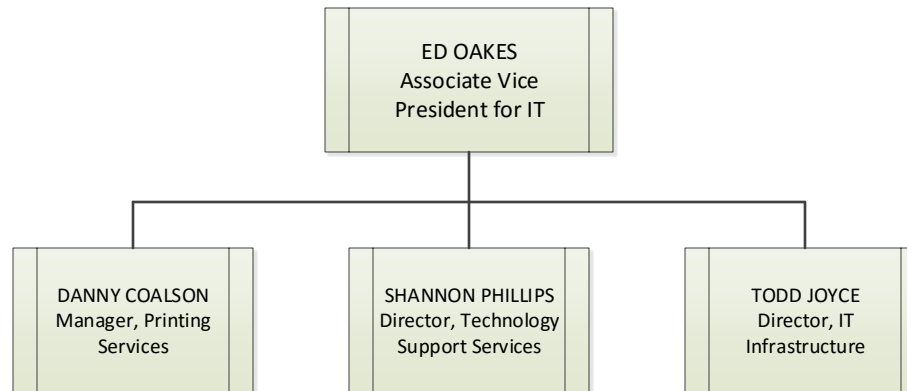 ED OAKES
Associate Vice
President for IT
DANNY COALSON
Manager, Printing
Services
SHANNON PHILLIPS
Director, Technology
Support Services
TODD JOYCE
Director, IT
Infrastructure